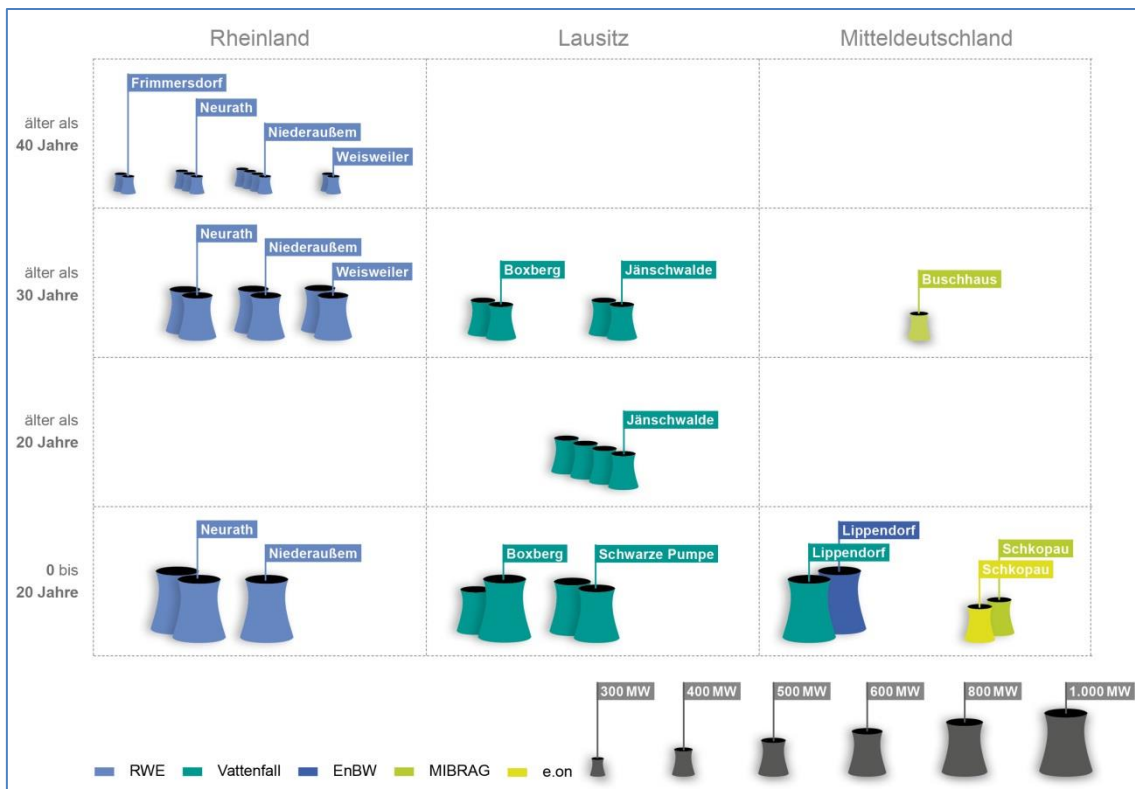 Rheinland
Lausitz
Mitteldeutschland
älter als
40 Jahre
Frimmersdorf
Neurath
Niederaußem
Weisweiler
älter als
30 Jahre
Neurath
Niederaußem
Weisweiler
Boxberg
Jänschwalde
Buschhaus
älter als
20 Jahre
Jänschwalde
0 bis
20 Jahre
Neurath
Niederaußem
Boxberg
Schwarze Pumpe
Lippendorf
Lippendorf
Schkopau
Schkopau
300 MW
400 MW
500 MW
600 MW
800 MW
1.000 MW
RWE
Vattenfall
EnBW
MIBRAG
e.on